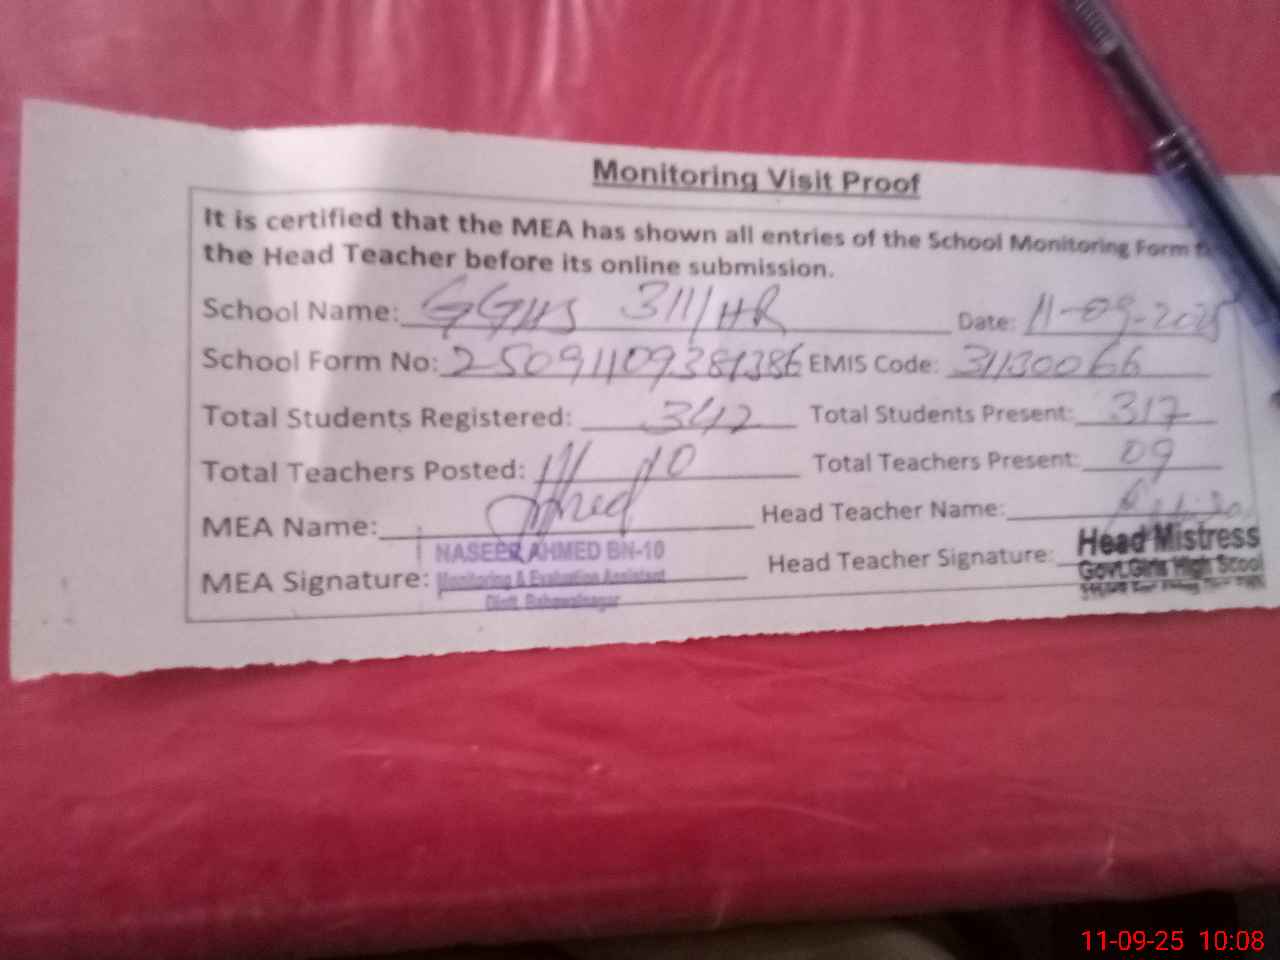 Monitoring Visit Proof
It is certified that the MEA has shown all entries of the School Monitoring Form
the Head Teacher before its online submission.
School Name: GGHS 311/HR Date: 11-09-2025
School Form No: 25091109381386 EMIS Code: 31130066
Total Students Registered: 342 Total Students Present: 317
Total Teachers Posted: 10 Total Teachers Present: 09
MEA Name: Head Teacher Name:
NASEER AHMED BN-10
Monitoring & Evaluation Assistant
Distt. Bahawalnagar
MEA Signature: Head Teacher Signature:
Head Mistress
Govt.Girls High Scool
11-09-25 10:08